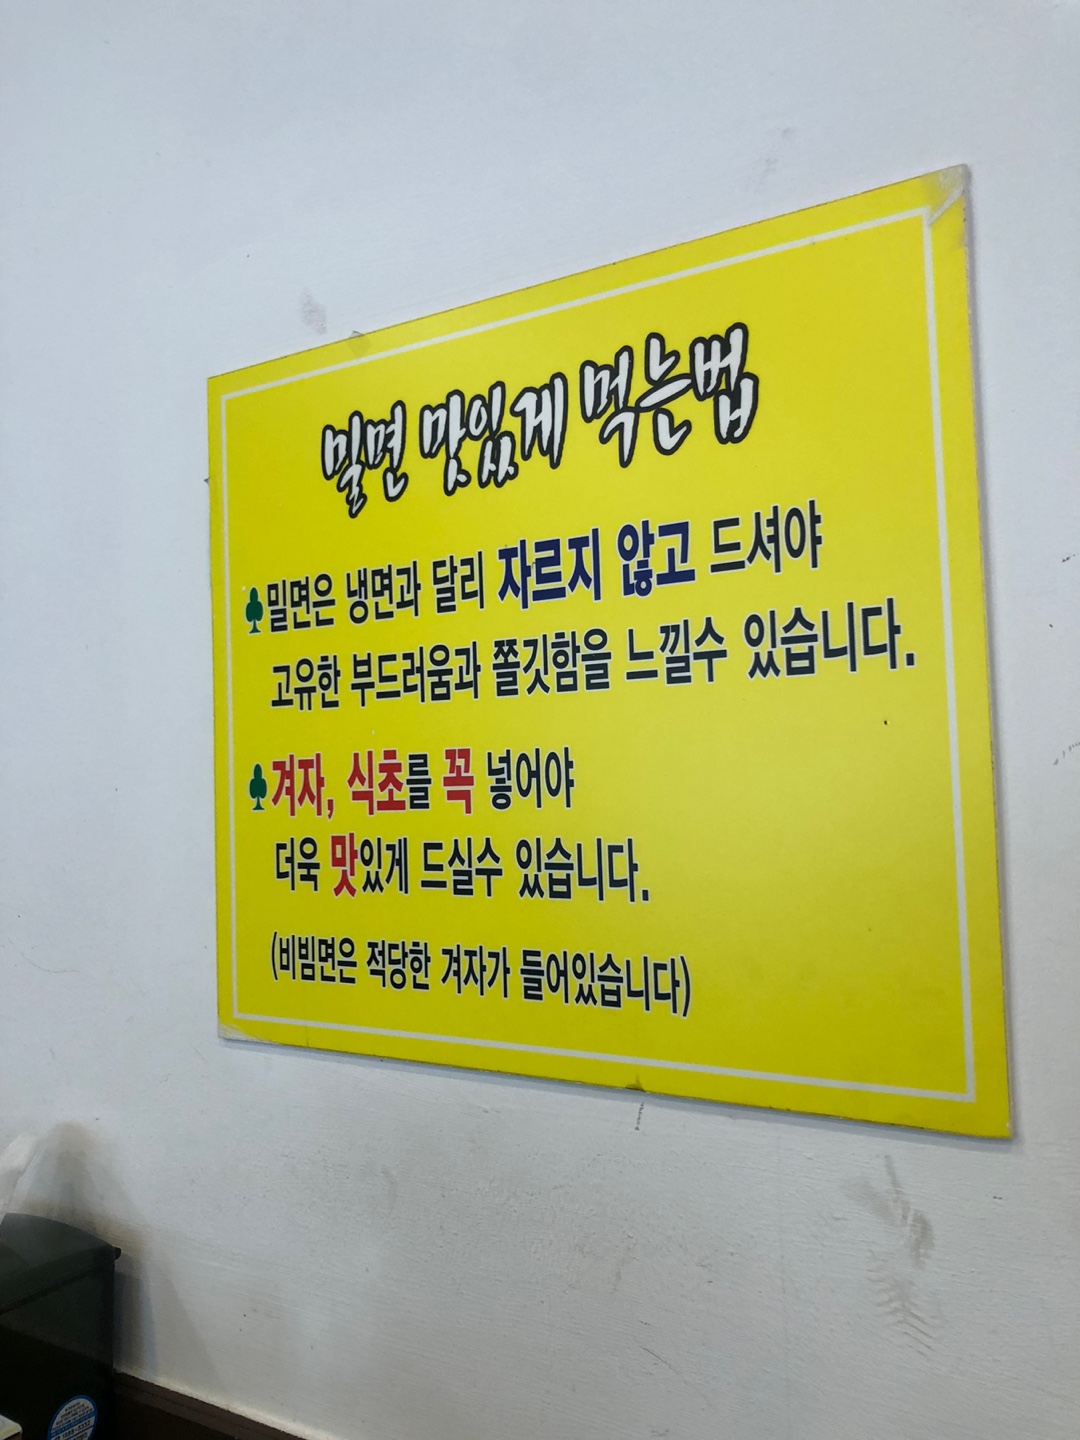 밀면 맛있게 먹는법
♣밀면은 냉면과 달리 자르지 않고 드셔야
고유한 부드러움과 쫄깃함을 느낄수 있습니다.
♣겨자, 식초를 꼭 넣어야
더욱 맛있게 드실수 있습니다.
(비빔면은 적당한 겨자가 들어있습니다)